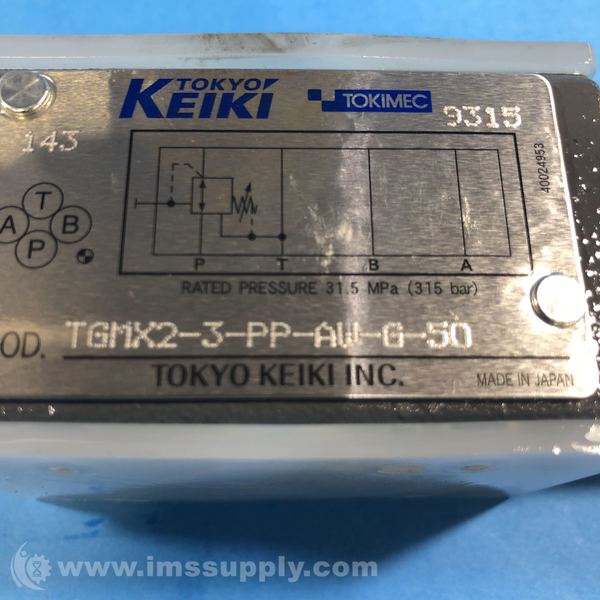 TOKYO
KEIKI
TOKIMEC
9315
143
40024953
T
A B
P
P T B A
RATED PRESSURE 31.5 MPa (315 bar)
OD. TGMX2-3-PP-AW-G-50
TOKYO KEIKI INC.
MADE IN JAPAN
www.imssupply.com